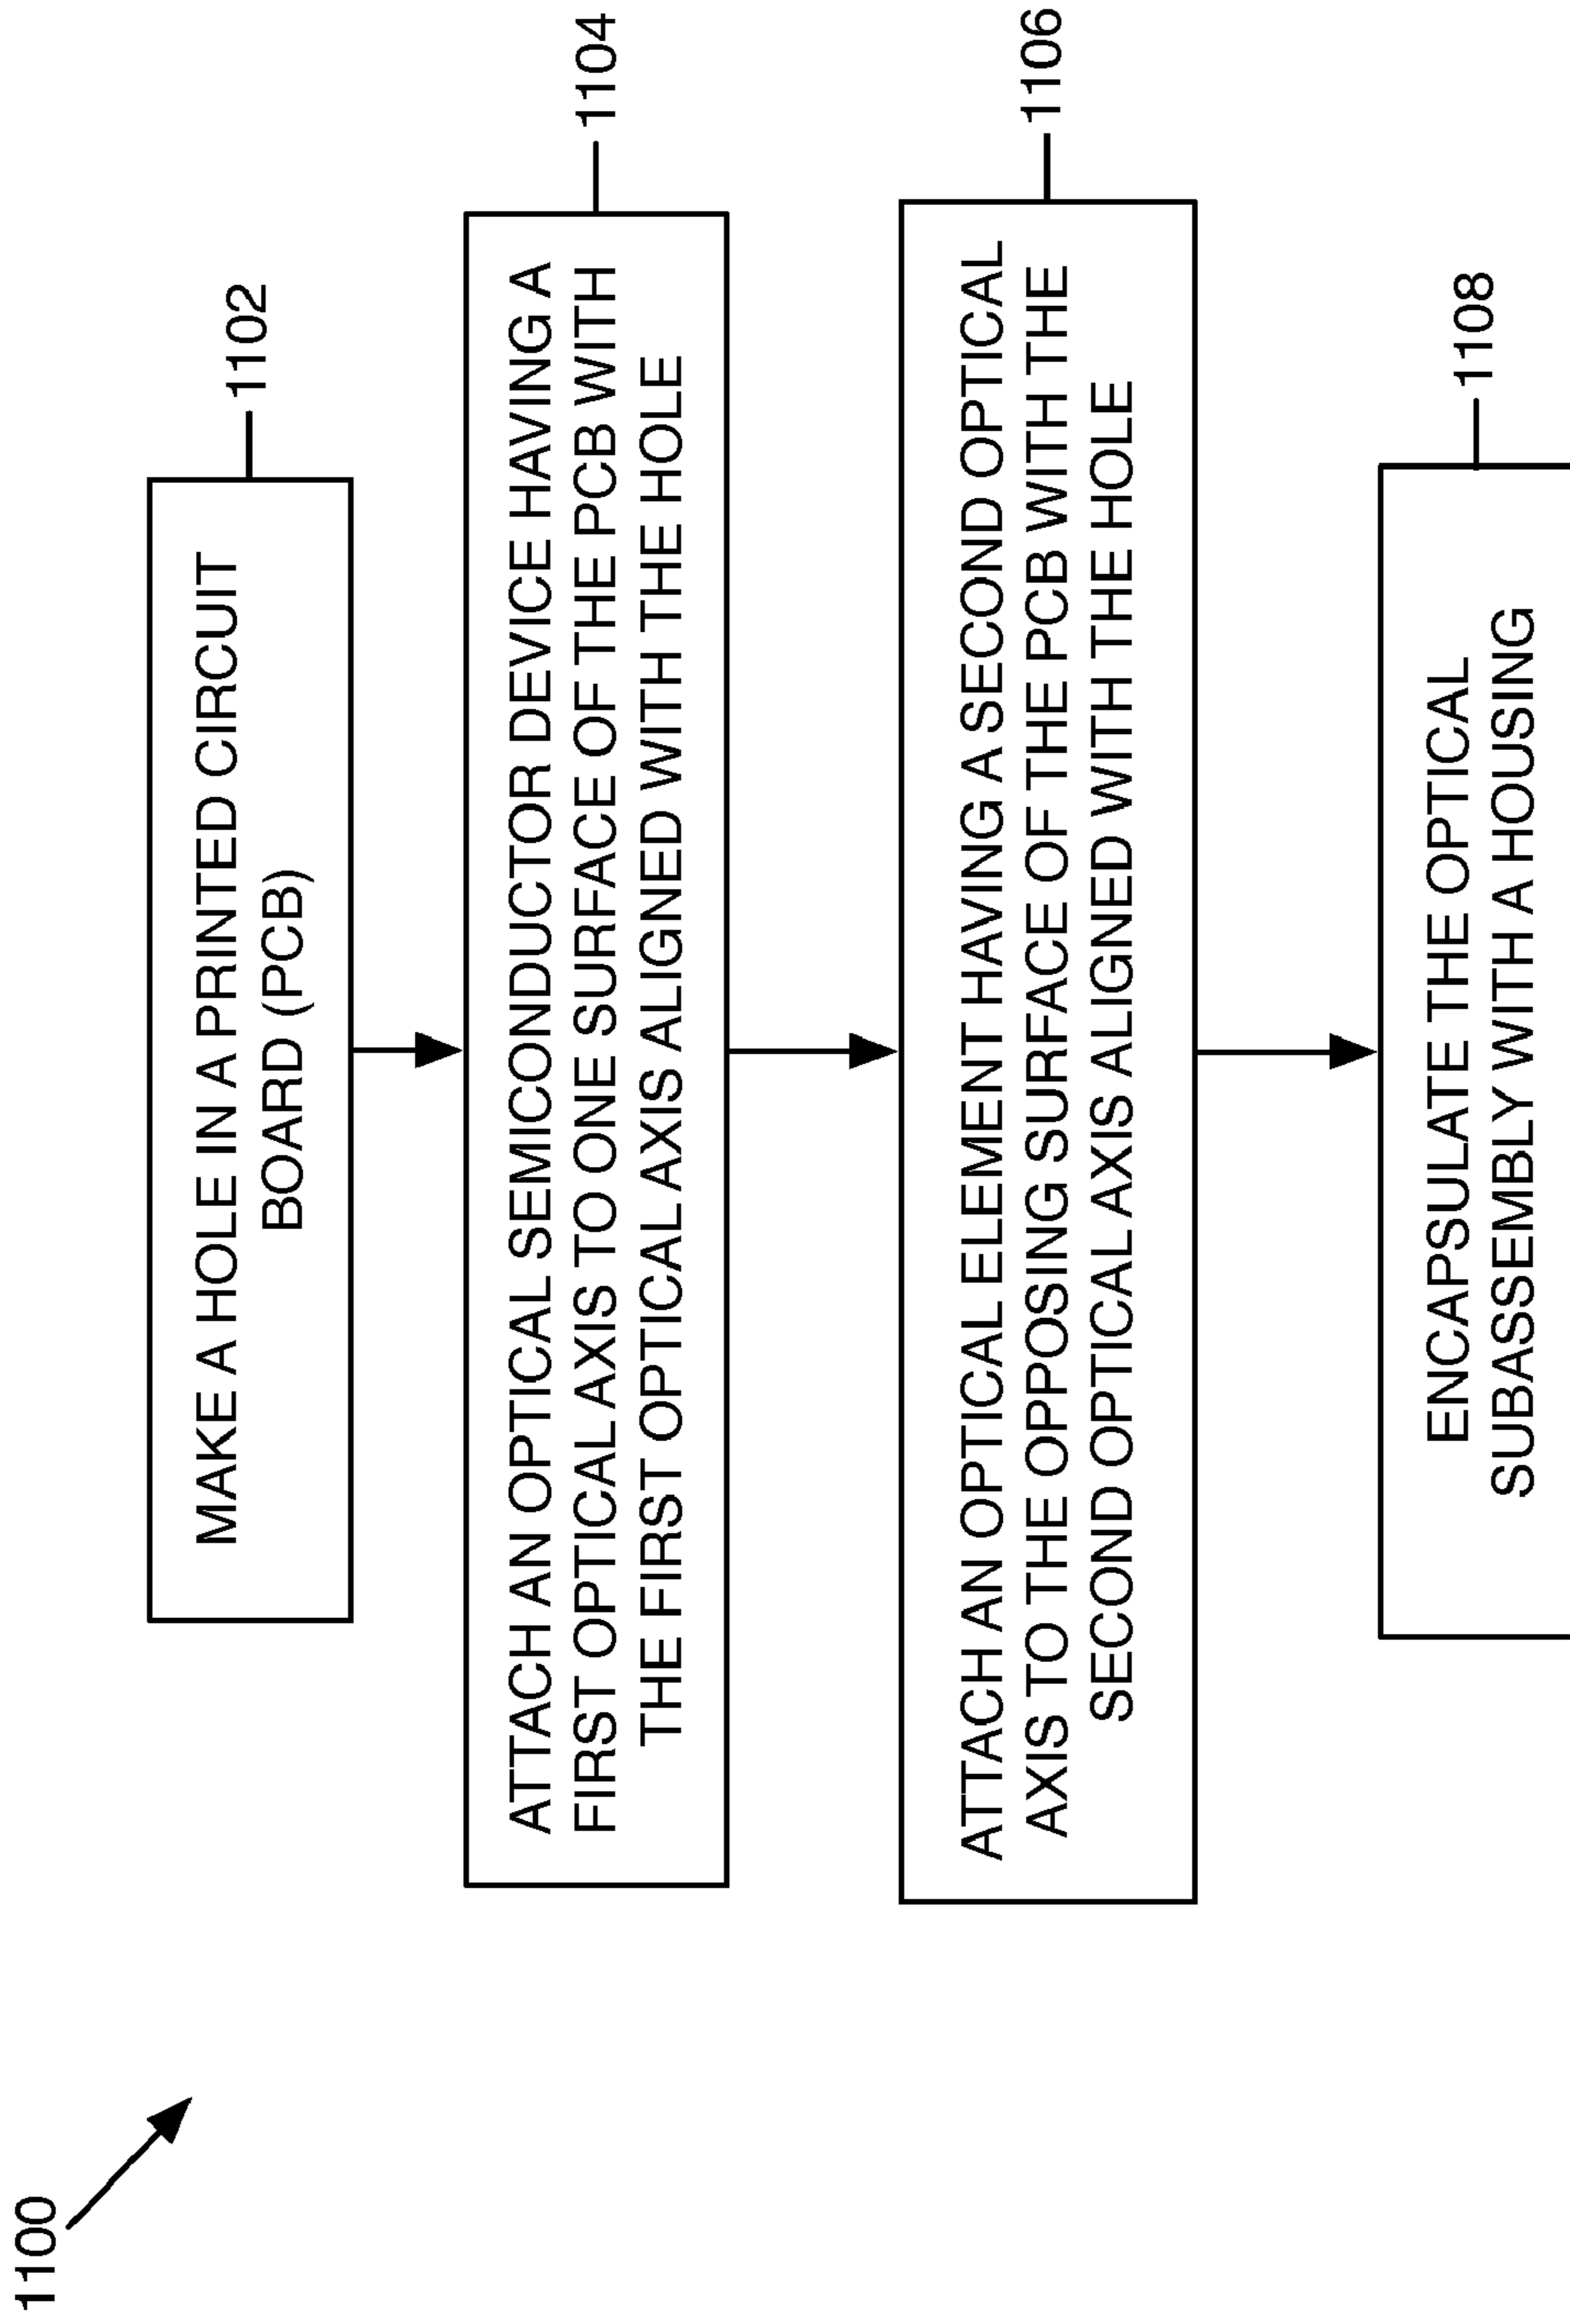 1100
MAKE A HOLE IN A PRINTED CIRCUIT
BOARD (PCB)
1102
ATTACH AN OPTICAL SEMICONDUCTOR DEVICE HAVING A
FIRST OPTICAL AXIS TO ONE SURFACE OF THE PCB WITH
THE FIRST OPTICAL AXIS ALIGNED WITH THE HOLE
1104
ATTACH AN OPTICAL ELEMENT HAVING A SECOND OPTICAL
AXIS TO THE OPPOSING SURFACE OF THE PCB WITH THE
SECOND OPTICAL AXIS ALIGNED WITH THE HOLE
1106
ENCAPSULATE THE OPTICAL
SUBASSEMBLY WITH A HOUSING
1108